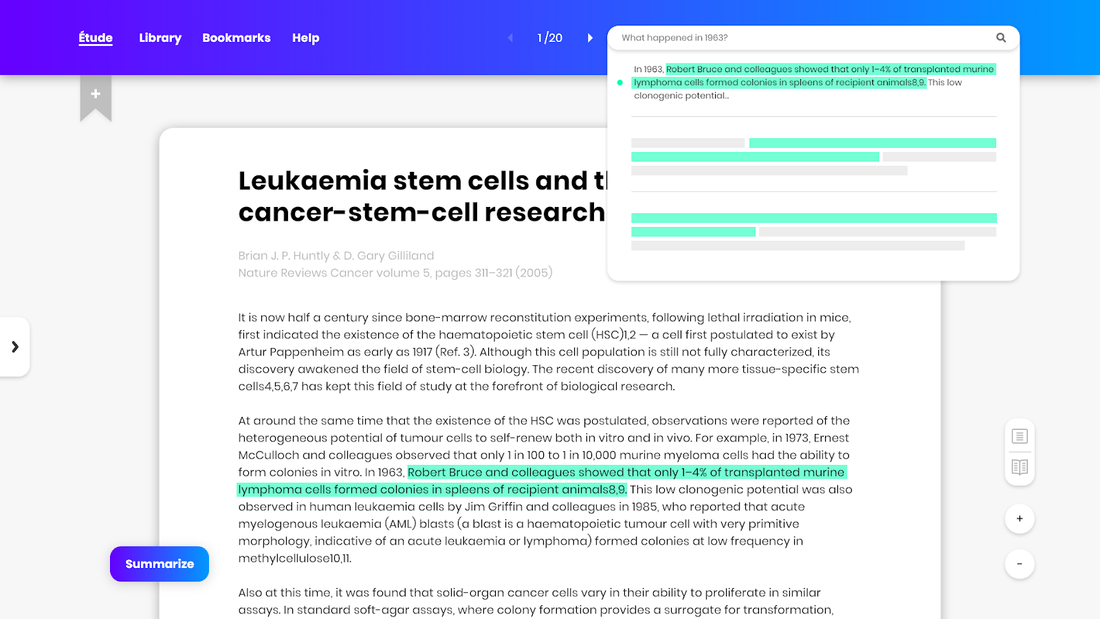 Étude Library Bookmarks Help 1/20
What happened in 1963?
In 1963, Robert Bruce and colleagues showed that only 1–4% of transplanted murine
lymphoma cells formed colonies in spleens of recipient animals8,9. This low
clonogenic potential...
+
Leukaemia stem cells and t
cancer-stem-cell research
Brian J. P. Huntly & D. Gary Gilliland
Nature Reviews Cancer volume 5, pages 311–321 (2005)
It is now half a century since bone-marrow reconstitution experiments, following lethal irradiation in mice,
first indicated the existence of the haematopoietic stem cell (HSC)1,2 — a cell first postulated to exist by
Artur Pappenheim as early as 1917 (Ref. 3). Although this cell population is still not fully characterized, its
discovery awakened the field of stem-cell biology. The recent discovery of many more tissue-specific stem
cells4,5,6,7 has kept this field of study at the forefront of biological research.
At around the same time that the existence of the HSC was postulated, observations were reported of the
heterogeneous potential of tumour cells to self-renew both in vitro and in vivo. For example, in 1973, Ernest
McCulloch and colleagues observed that only 1 in 100 to 1 in 10,000 murine myeloma cells had the ability to
form colonies in vitro. In 1963, Robert Bruce and colleagues showed that only 1–4% of transplanted murine
lymphoma cells formed colonies in spleens of recipient animals8,9. This low clonogenic potential was also
observed in human leukaemia cells by Jim Griffin and colleagues in 1985, who reported that acute
myelogenous leukaemia (AML) blasts (a blast is a haematopoietic tumour cell with very primitive
morphology, indicative of an acute leukaemia or lymphoma) formed colonies at low frequency in
methylcellulose10,11.
Summarize
Also at this time, it was found that solid-organ cancer cells vary in their ability to proliferate in similar
assays. In standard soft-agar assays, where colony formation provides a surrogate for transformation,
+
-